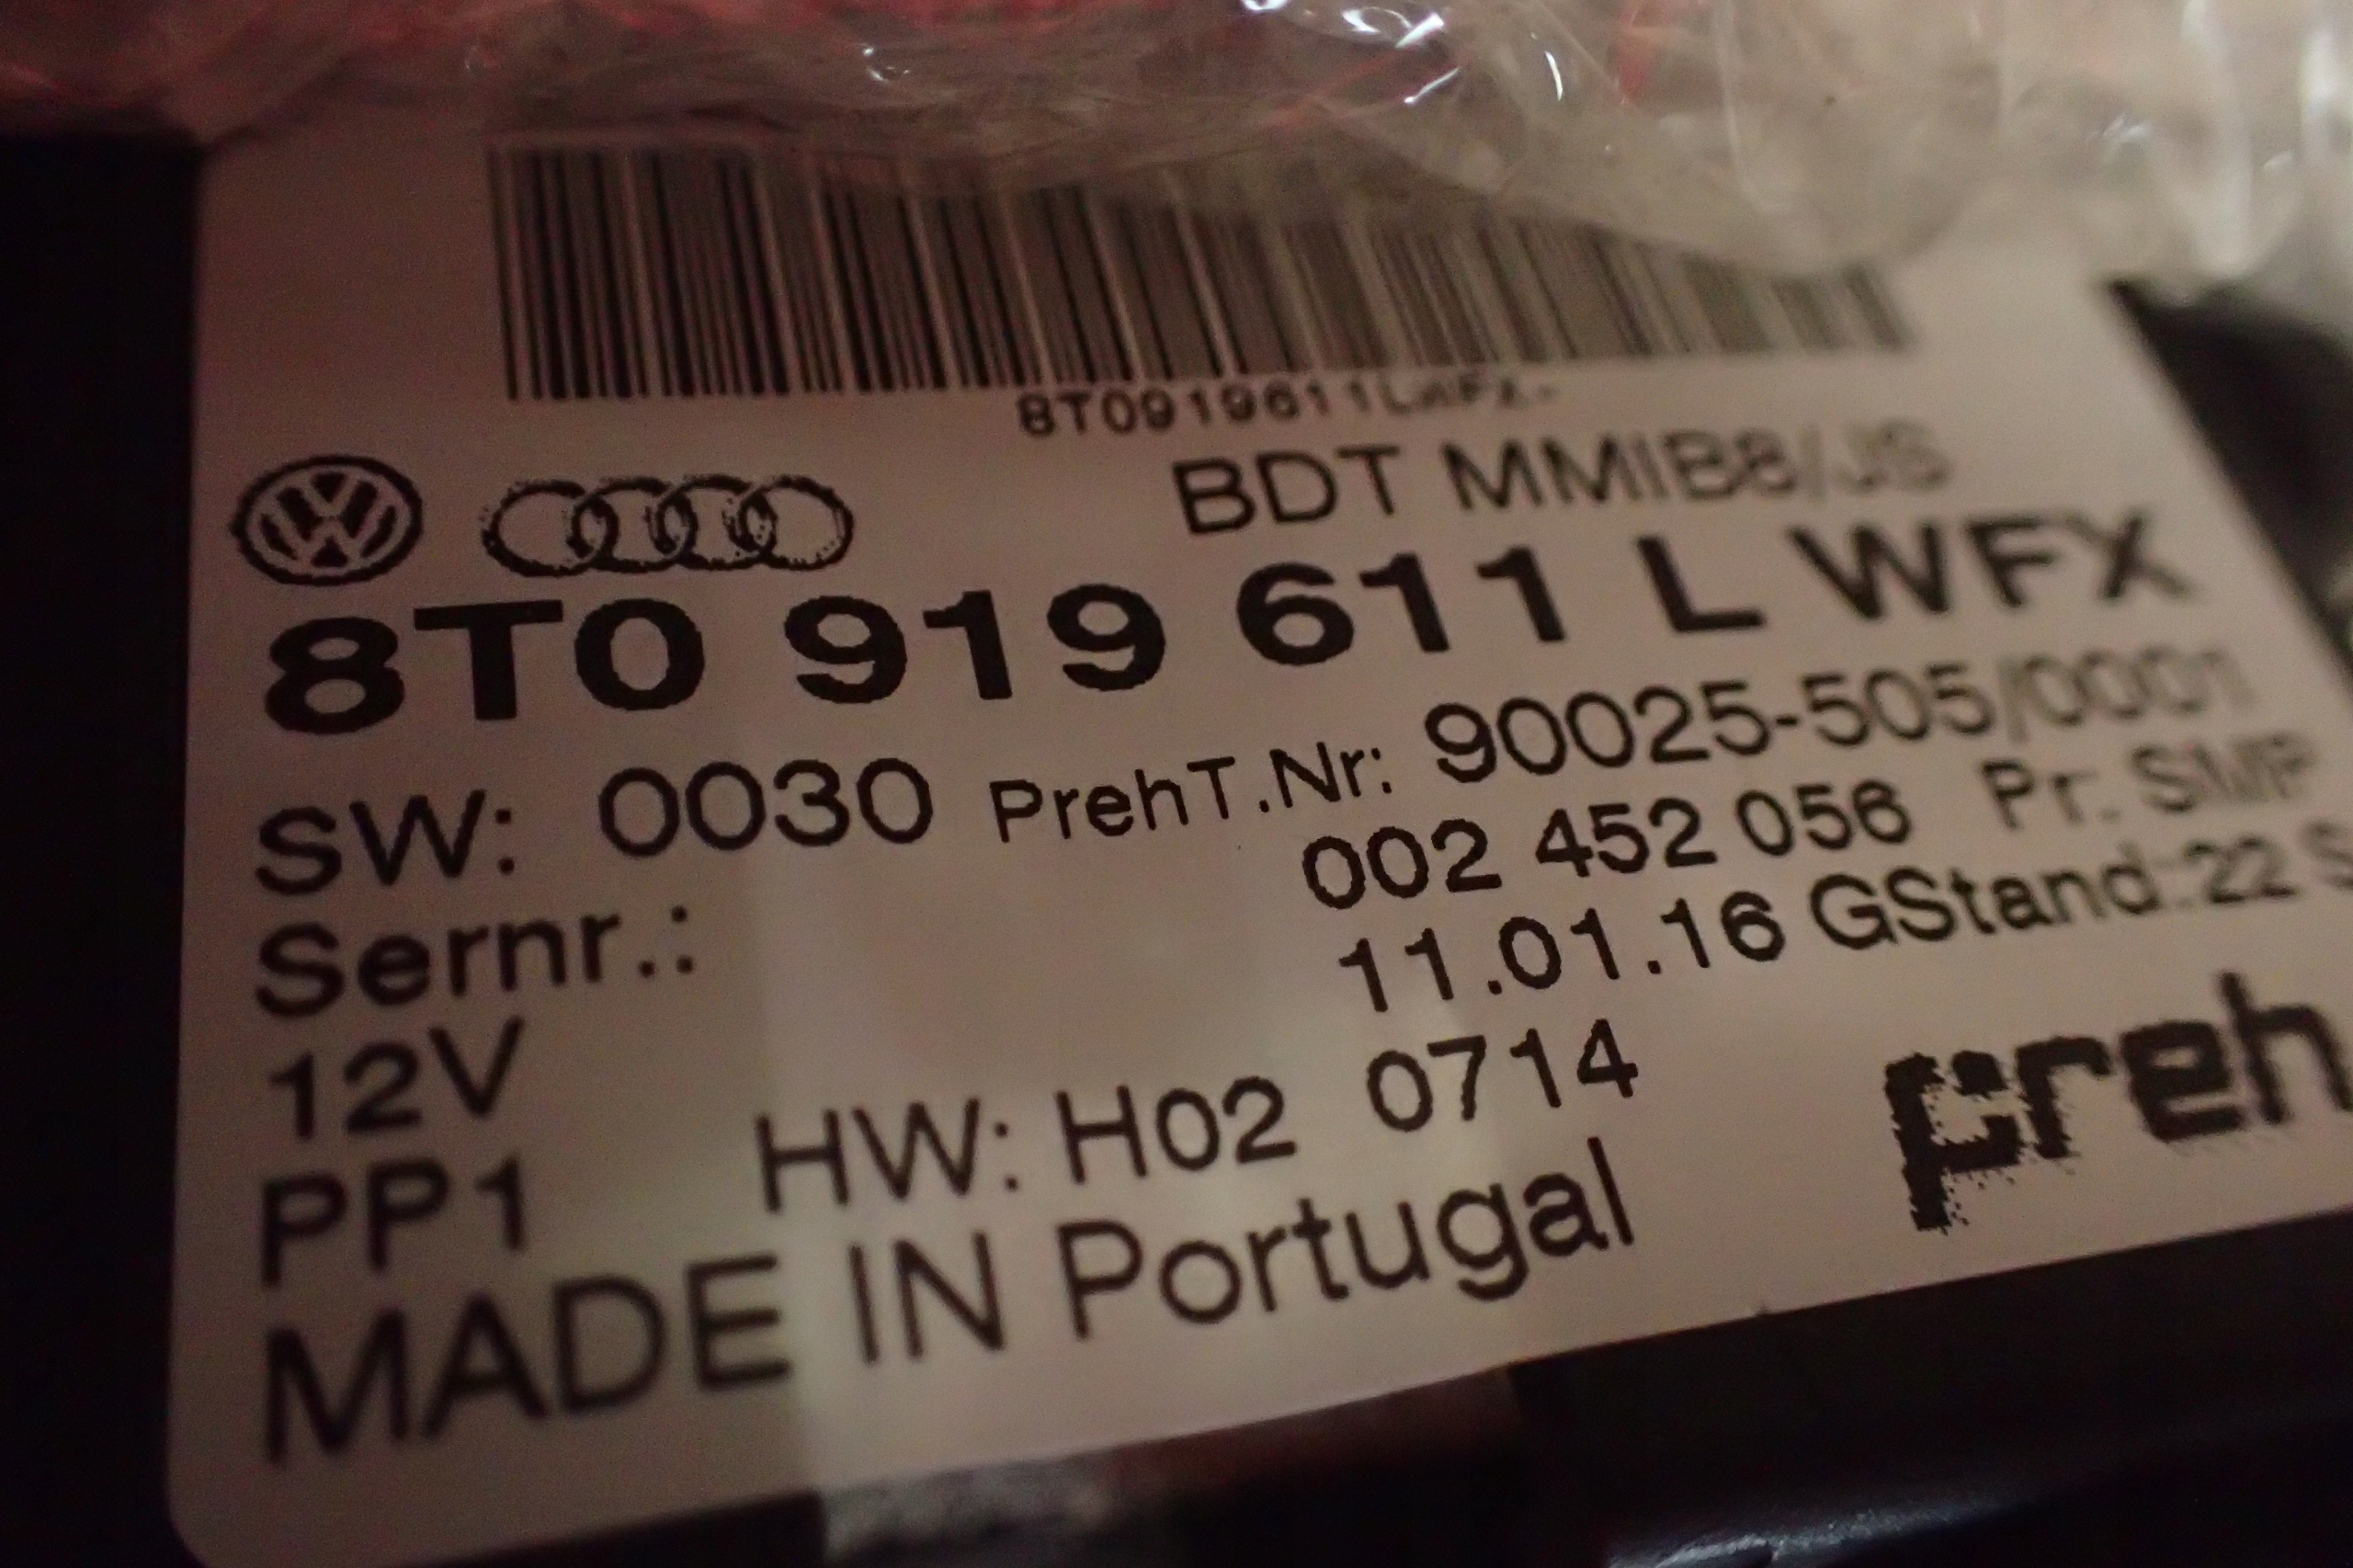 8T0919611LWFX-
BDT MMIB8/JS
8T0 919 611 L WFX
SW: 0030 PrehT.Nr: 90025-505/0001
Sernr.: 002 452 056 Pr. SMP
12V 11.01.16 GStand:22 S
PP1 HW: H02 0714
MADE IN Portugal
preh